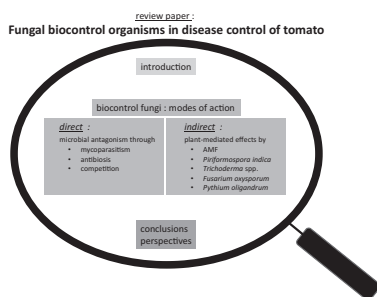 review paper :
Fungal biocontrol organisms in disease control of tomato
introduction
biocontrol fungi : modes of action
direct :
microbial antagonism through
• mycoparasitism
• antibiosis
• competition
indirect :
plant-mediated effects by
• AMF
• Piriformospora indica
• Trichoderma spp.
• Fusarium oxysporum
• Pythium oligandrum
conclusions
perspectives